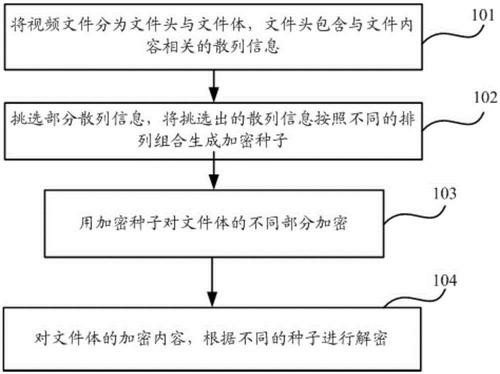 将视频文件分为文件头与文件体，文件头包含与文件内
容相关的散列信息
101
挑选部分散列信息，将挑选出的散列信息按照不同的排
列组合生成加密种子
102
用加密种子对文件体的不同部分加密
103
对文件体的加密内容，根据不同的种子进行解密
104